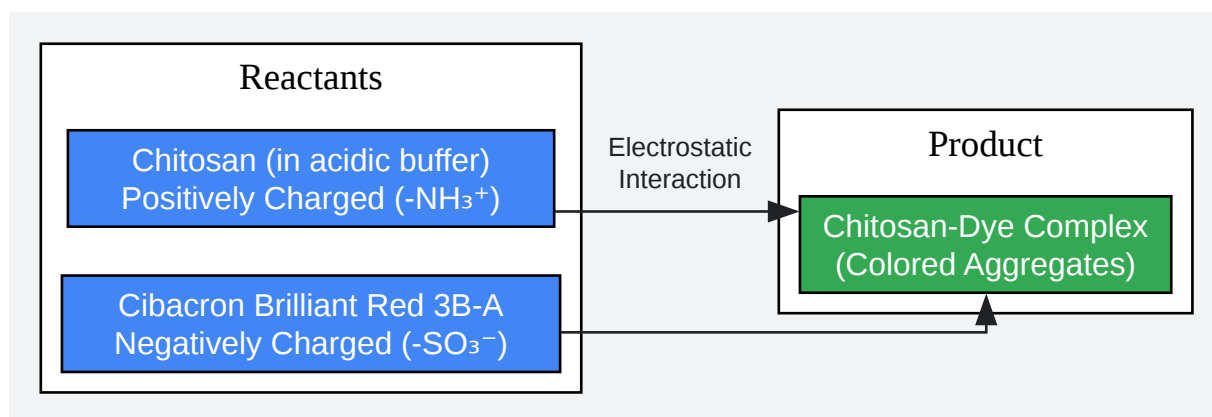 Reactants
Chitosan (in acidic buffer)
Positively Charged (-NH₃⁺)
Cibacron Brilliant Red 3B-A
Negatively Charged (-SO₃⁻)
Electrostatic
Interaction
Product
Chitosan-Dye Complex
(Colored Aggregates)